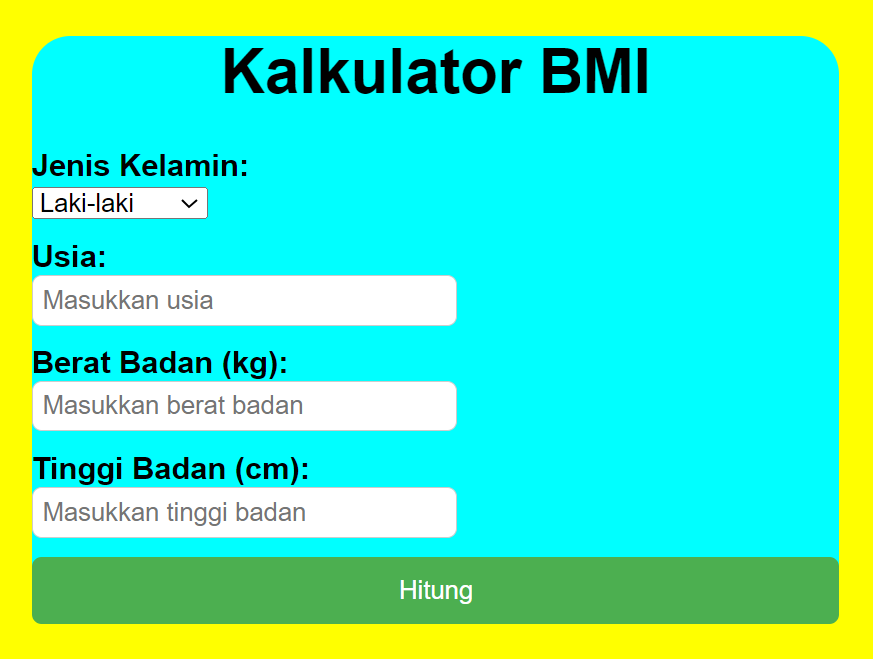 Kalkulator BMI
Jenis Kelamin:
Laki-laki
Usia:
Masukkan usia
Berat Badan (kg):
Masukkan berat badan
Tinggi Badan (cm):
Masukkan tinggi badan
Hitung